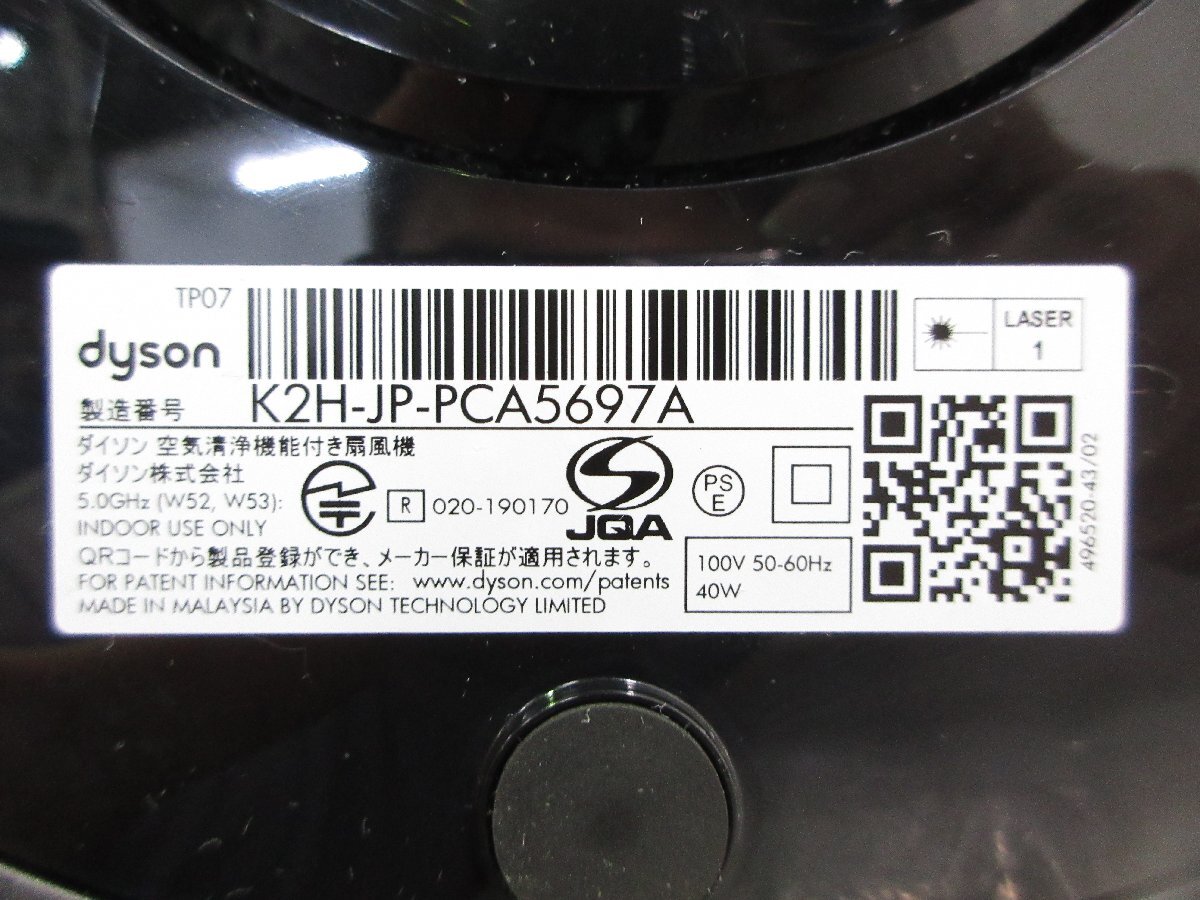 TP07
dyson
LASER
1
製造番号 K2H-JP-PCA5697A
ダイソン 空気清浄機能付き扇風機
ダイソン株式会社
5.0GHz (W52, W53):
INDOOR USE ONLY
R 020-190170
JQA
PS
E
QRコードから製品登録ができ、メーカー保証が適用されます。
FOR PATENT INFORMATION SEE: www.dyson.com/patents
MADE IN MALAYSIA BY DYSON TECHNOLOGY LIMITED
100V 50-60Hz
40W
496520-43/02